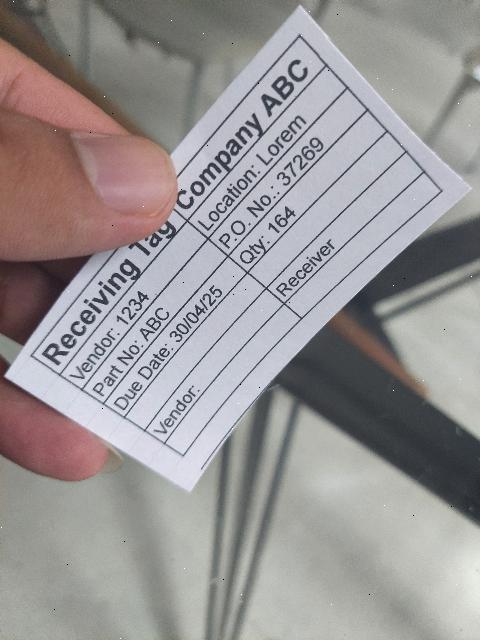 Receiving Tag Company ABC
Vendor: 1234 Location: Lorem
Part No: ABC P.O. No.: 37269
Due Date: 30/04/25 Qty: 164
Vendor: Receiver